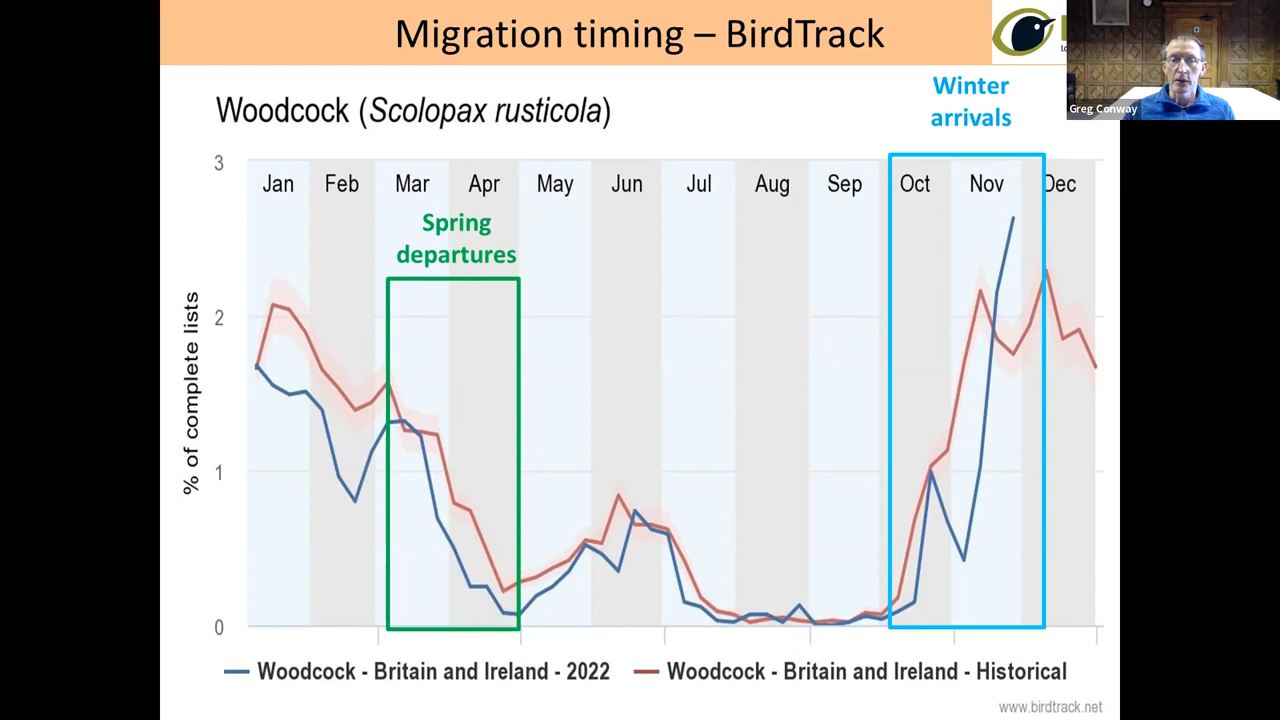 Migration timing – BirdTrack
Greg Conway
Winter
arrivals
Woodcock (Scolopax rusticola)
3
Jan Feb Mar Apr May Jun Jul Aug Sep Oct Nov Dec
Spring
departures
% of complete lists
2
1
0
Woodcock - Britain and Ireland - 2022 Woodcock - Britain and Ireland - Historical
www.birdtrack.net